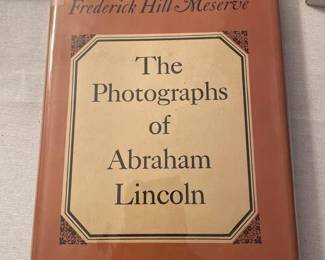 Frederick Hill Meserve
The
Photographs
of
Abraham
Lincoln